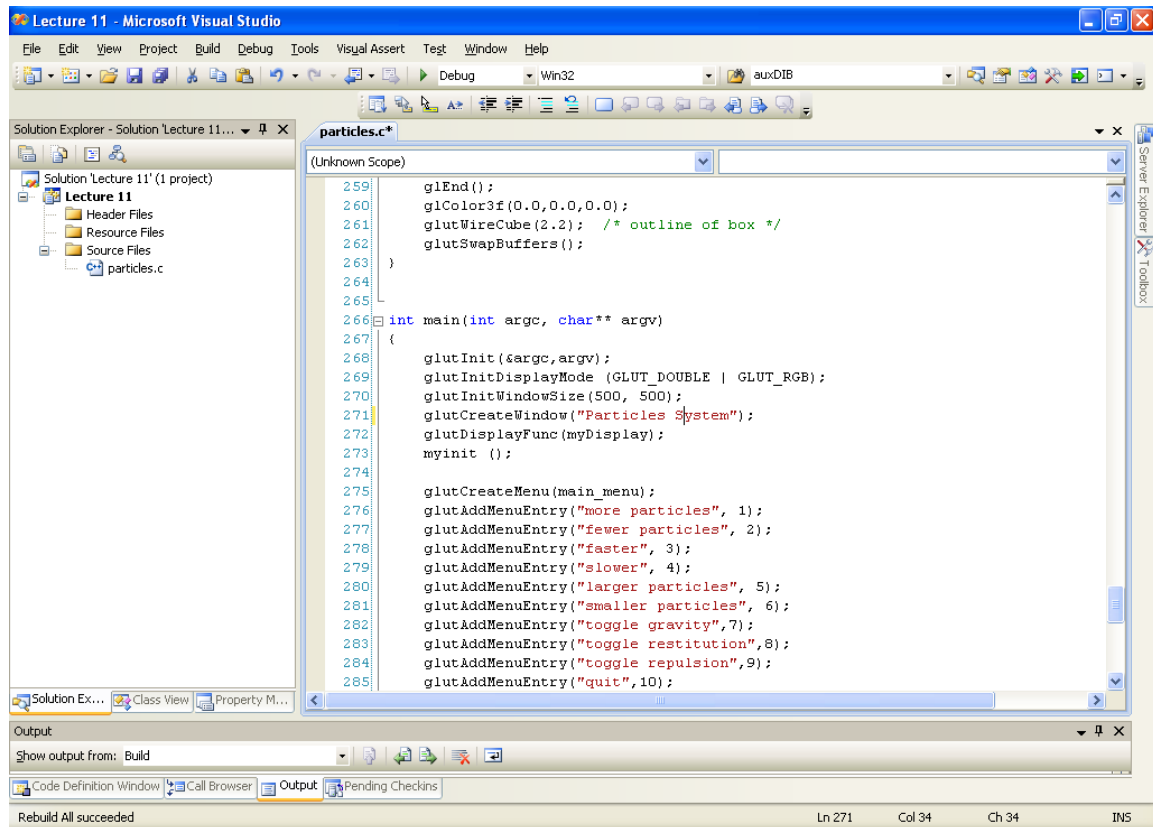 Lecture 11 - Microsoft Visual Studio
File Edit View Project Build Debug Tools Visual Assert Test Window Help
Debug Win32 auxDIB
Solution Explorer - Solution 'Lecture 11...
Solution 'Lecture 11' (1 project)
Lecture 11
Header Files
Resource Files
Source Files
particles.c
particles.c*
(Unknown Scope)
259 glEnd();
260 glColor3f(0.0,0.0,0.0);
261 glutWireCube(2.2); /* outline of box */
262 glutSwapBuffers();
263 }
264
265
266 int main(int argc, char** argv)
267 {
268 glutInit(&argc,argv);
269 glutInitDisplayMode (GLUT_DOUBLE | GLUT_RGB);
270 glutInitWindowSize(500, 500);
271 glutCreateWindow("Particles System");
272 glutDisplayFunc(myDisplay);
273 myinit ();
274
275 glutCreateMenu(main_menu);
276 glutAddMenuEntry("more particles", 1);
277 glutAddMenuEntry("fewer particles", 2);
278 glutAddMenuEntry("faster", 3);
279 glutAddMenuEntry("slower", 4);
280 glutAddMenuEntry("larger particles", 5);
281 glutAddMenuEntry("smaller particles", 6);
282 glutAddMenuEntry("toggle gravity",7);
283 glutAddMenuEntry("toggle restitution",8);
284 glutAddMenuEntry("toggle repulsion",9);
285 glutAddMenuEntry("quit",10);
Server Explorer
Toolbox
Solution Ex... Class View Property M...
Output
Show output from: Build
Code Definition Window Call Browser Output Pending Checkins
Rebuild All succeeded Ln 271 Col 34 Ch 34 INS